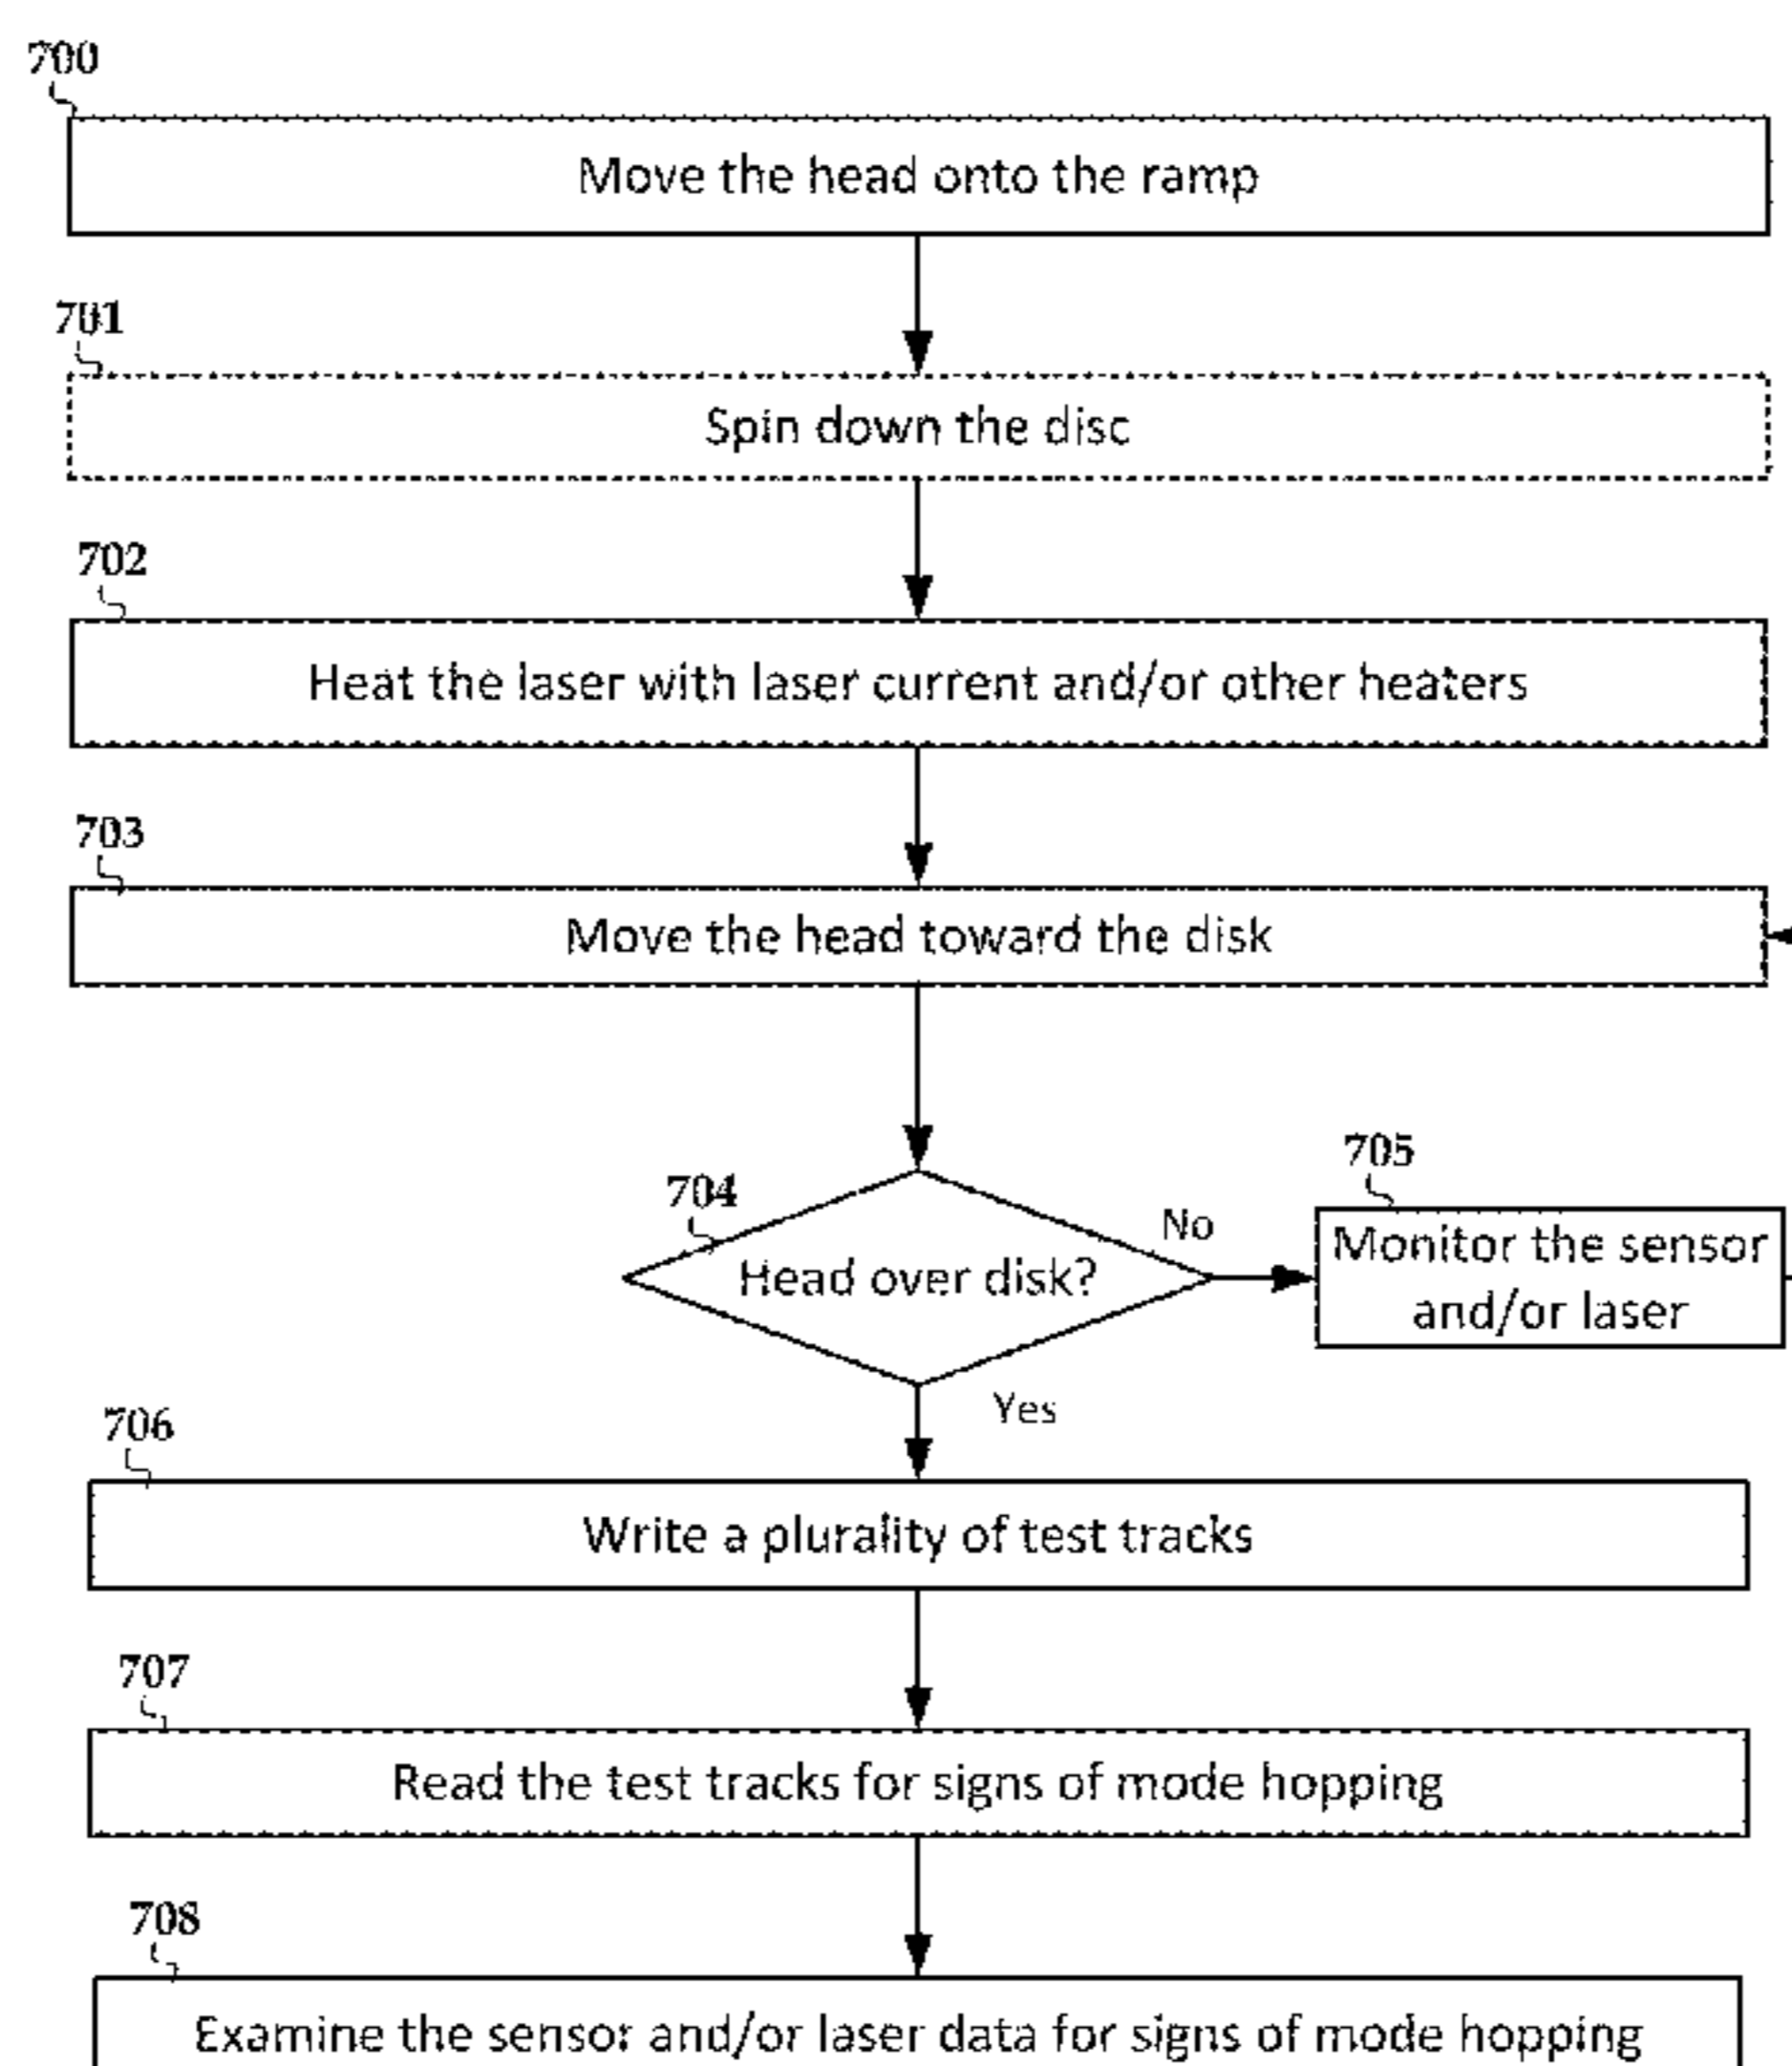 700
Move the head onto the ramp
701
Spin down the disc
702
Heat the laser with laser current and/or other heaters
703
Move the head toward the disk
704
Head over disk?
No
705
Monitor the sensor
and/or laser
Yes
706
Write a plurality of test tracks
707
Read the test tracks for signs of mode hopping
708
Examine the sensor and/or laser data for signs of mode hopping